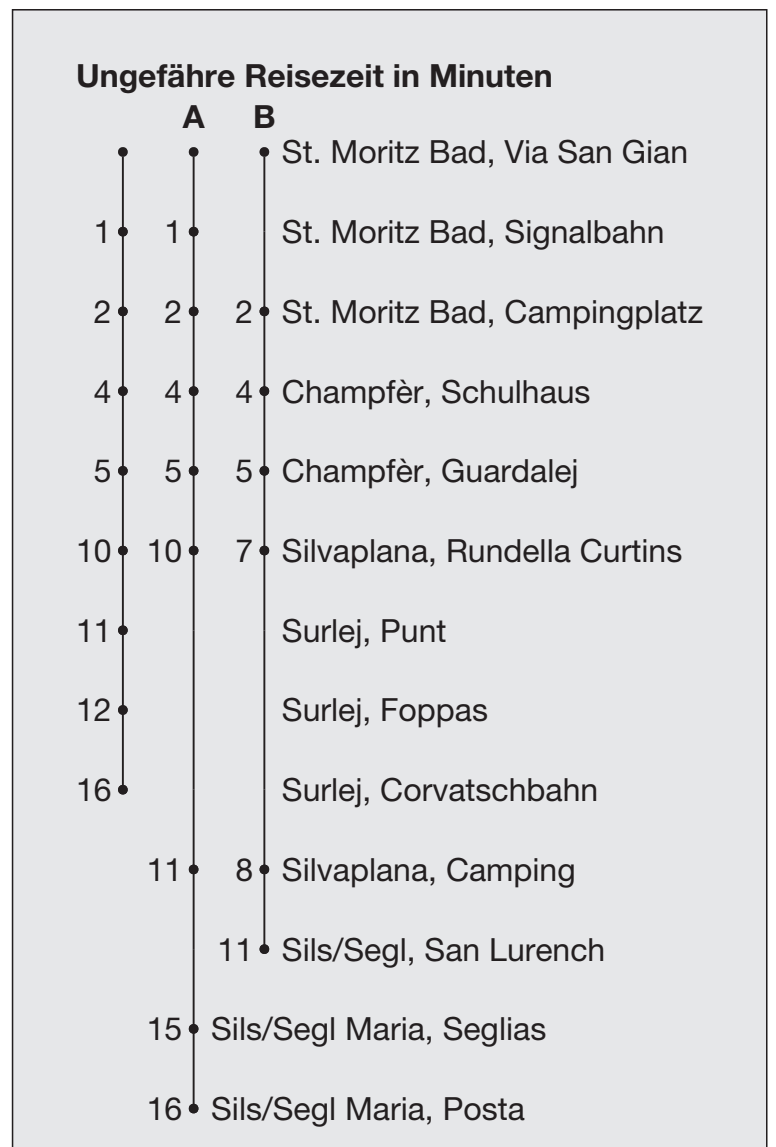 Ungefähre Reisezeit in Minuten
A B
St. Moritz Bad, Via San Gian
1 1 St. Moritz Bad, Signalbahn
2 2 2 St. Moritz Bad, Campingplatz
4 4 4 Champfèr, Schulhaus
5 5 5 Champfèr, Guardalej
10 10 7 Silvaplana, Rundella Curtins
11 Surlej, Punt
12 Surlej, Foppas
16 Surlej, Corvatschbahn
11 8 Silvaplana, Camping
11 Sils/Segl, San Lurench
15 Sils/Segl Maria, Seglias
16 Sils/Segl Maria, Posta